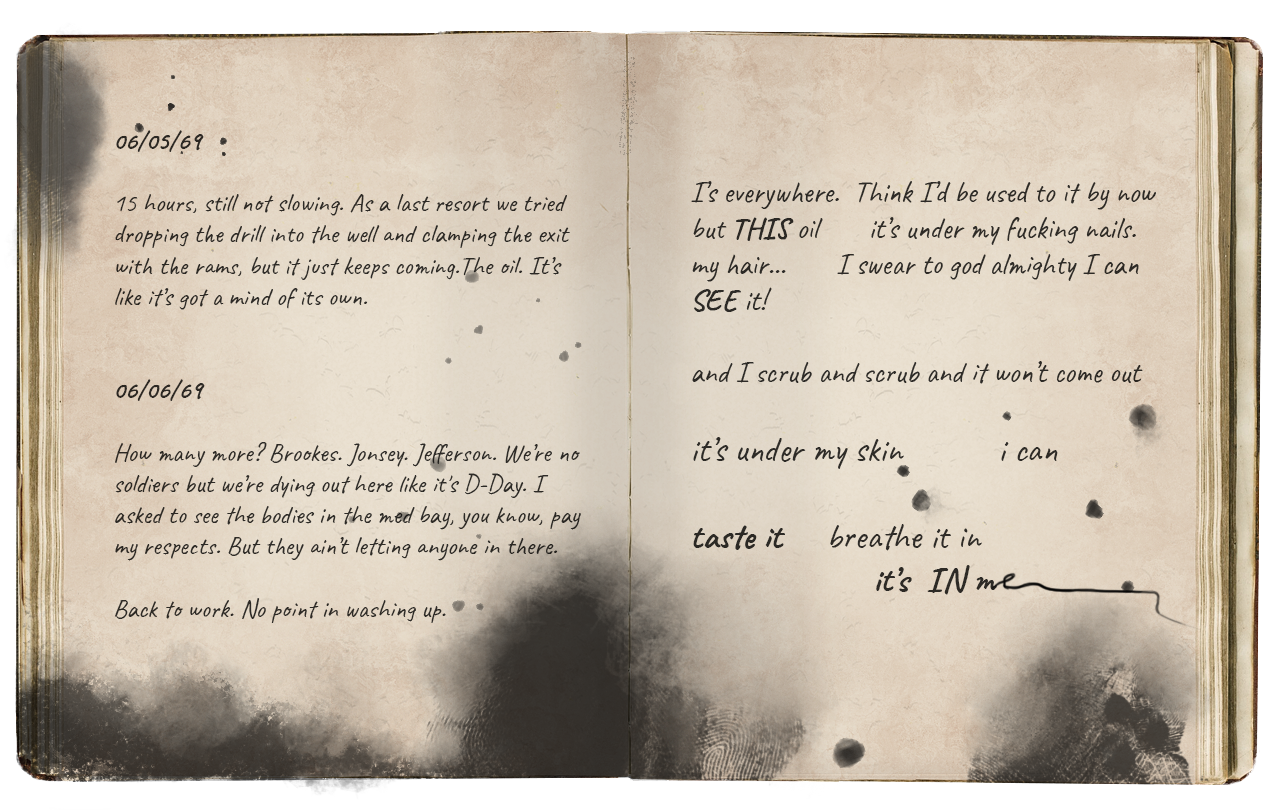 06/05/69
15 hours, still not slowing. As a last resort we tried
dropping the drill into the well and clamping the exit
with the rams, but it just keeps coming.The oil. It's
like it's got a mind of its own.
06/06/69
How many more? Brookes. Jonsey. Jefferson. We're no
soldiers but we're dying out here like it's D-Day. I
asked to see the bodies in the med bay, you know, pay
my respects. But they ain't letting anyone in there.
Back to work. No point in washing up.
I's everywhere. Think I'd be used to it by now
but THIS oil it's under my fucking nails.
my hair... I swear to god almighty I can
SEE it!
and I scrub and scrub and it won't come out
it's under my skin i can
taste it breathe it in
it's IN me